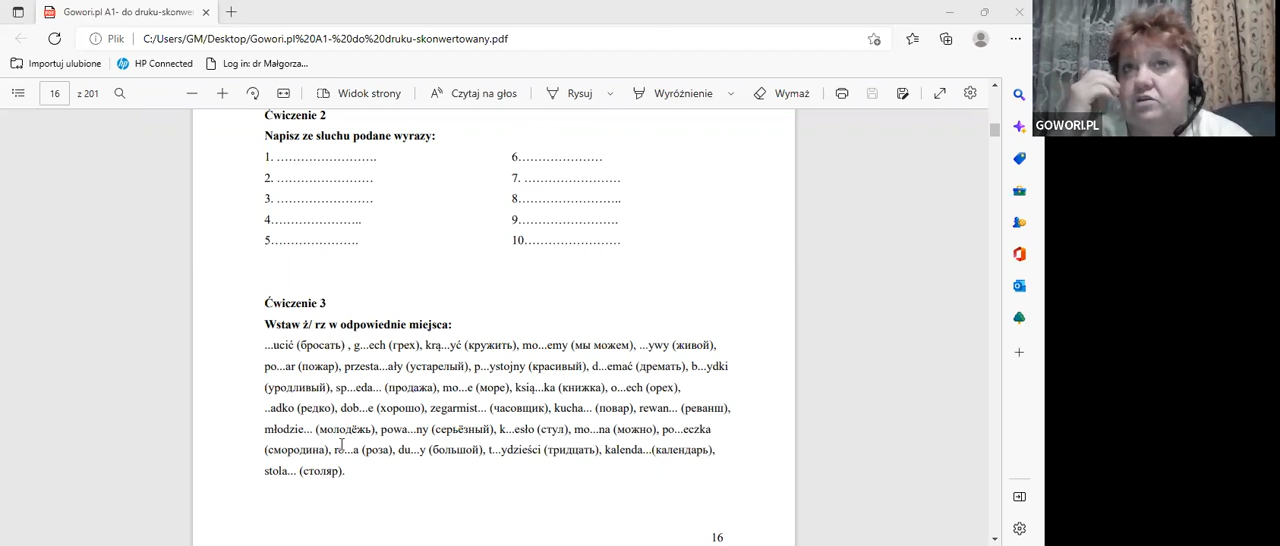 Gowori.pl A1- do druku-skonwer
Plik C:/Users/GM/Desktop/Gowori.pl%20A1-%20do%20druku-skonwertowany.pdf
Importuj ulubione HP Connected Log in: dr Małgorza...
16 z 201 Widok strony Czytaj na głos Rysuj Wyróżnienie Wymaż
GOWORI.PL
Ćwiczenie 2
Napisz ze słuchu podane wyrazy:
1. ……………………. 6…………………
2. …………………… 7. ……………………
3. …………………… 8……………………..
4………………….. 9…………………….
5…………………. 10……………………
Ćwiczenie 3
Wstaw ż/ rz w odpowiednie miejsca:
...ucić (бросать) , g...ech (грех), krą...yć (кружить), mo...emy (мы можем), ...ywy (живой),
po...ar (пожар), przesta...ały (устарелый), p...ystojny (красивый), d...emać (дремать), b...ydki
(уродливый), sp...eda... (продажа), mo...e (море), ksią...ka (книжка), o...ech (орех),
..adko (редко), dob...e (хорошо), zegarmist... (часовщик), kucha... (повар), rewan... (реванш),
młodzie... (молодёжь), powa...ny (серьёзный), k...esło (стул), mo...na (можно), po...eczka
(смородина), ró...a (роза), du...y (большой), t...ydzieści (тридцать), kalenda...(календарь),
stola... (столяр).
16